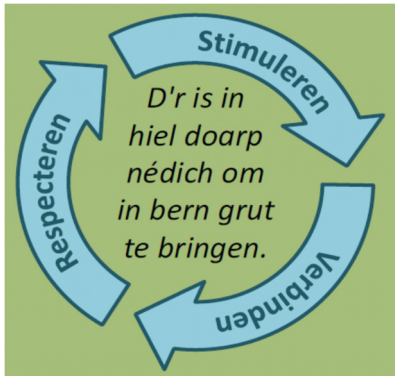 Stimuleren
D'r is in
hiel doarp
nédich om
in bern grut
te bringen.
Respecteren
Verbinden